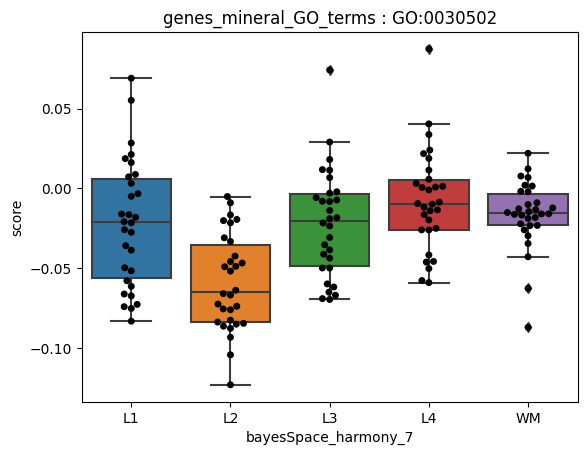 genes_mineral_GO_terms : GO:0030502
0.05
0.00
−0.05
−0.10
score
L1 L2 L3 L4 WM
bayesSpace_harmony_7